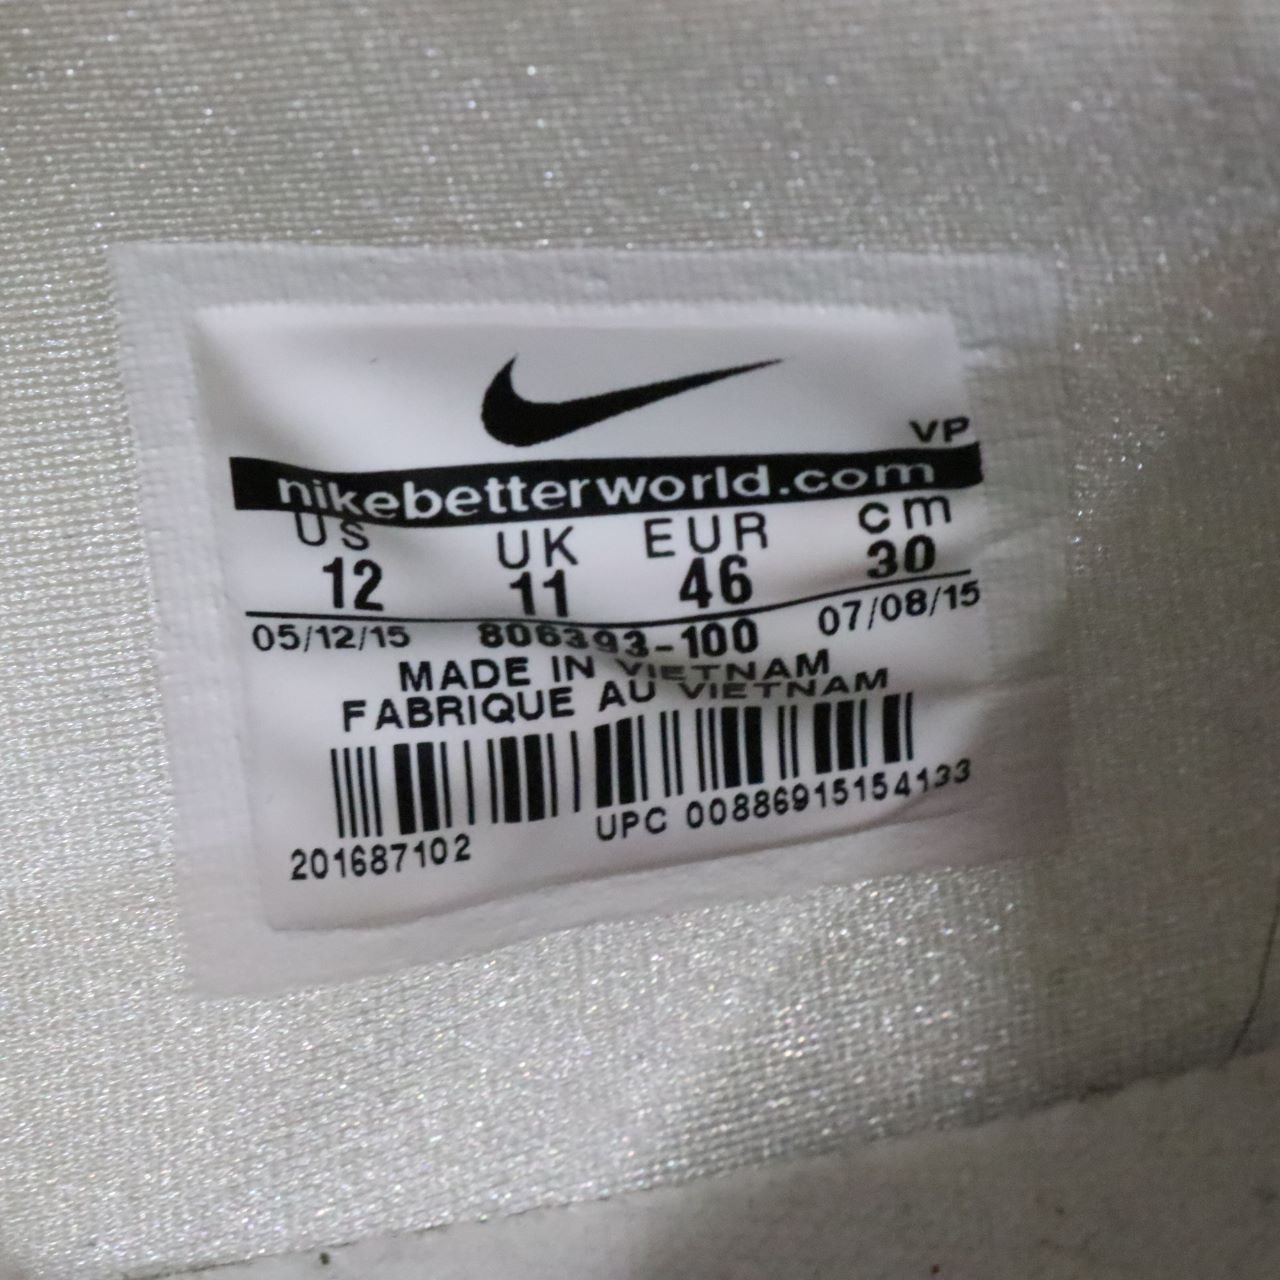 VP
nikebetterworld.com
US UK EUR cm
12 11 46 30
05/12/15 806393-100 07/08/15
MADE IN VIETNAM
FABRIQUE AU VIETNAM
201687102 UPC 00886915154133